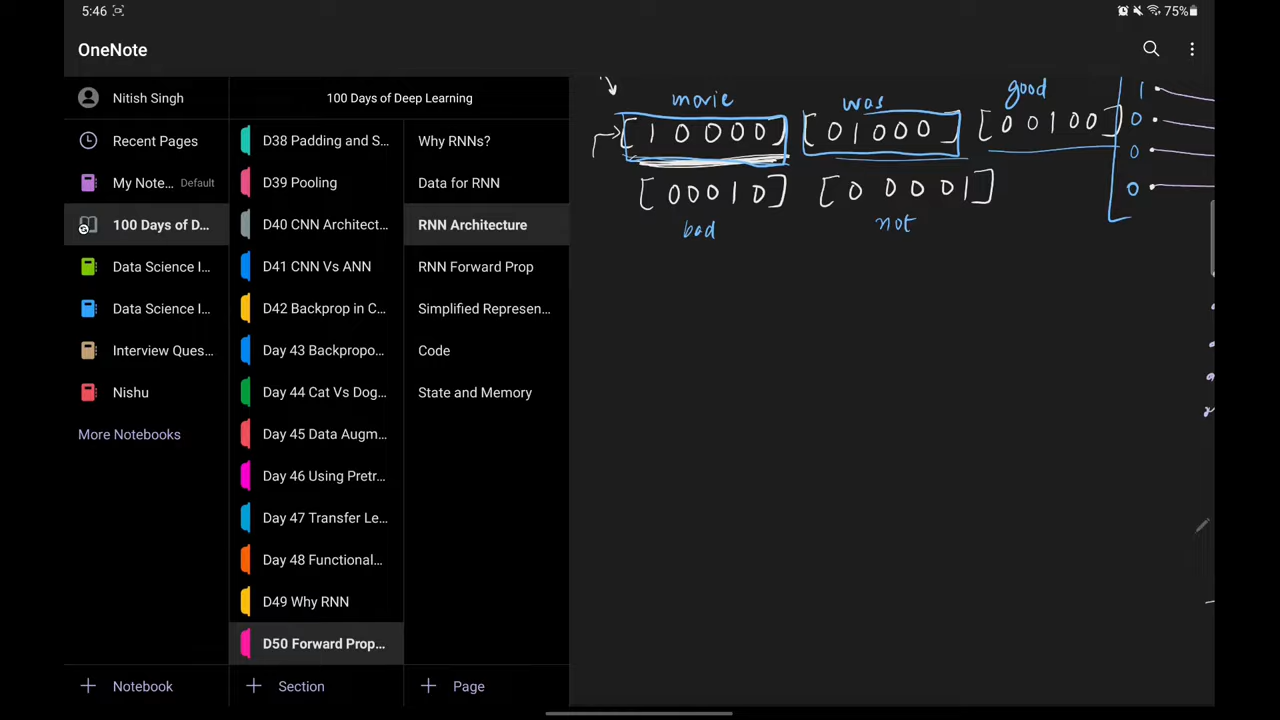 5:46
75%
OneNote
Nitish Singh
Recent Pages
My Note... Default
100 Days of D...
Data Science I...
Data Science I...
Interview Ques...
Nishu
More Notebooks
Notebook
100 Days of Deep Learning
D38 Padding and S...
D39 Pooling
D40 CNN Architect...
D41 CNN Vs ANN
D42 Backprop in C...
Day 43 Backpropo...
Day 44 Cat Vs Dog...
Day 45 Data Augm...
Day 46 Using Pretr...
Day 47 Transfer Le...
Day 48 Functional...
D49 Why RNN
D50 Forward Prop...
Section
Why RNNs?
Data for RNN
RNN Architecture
RNN Forward Prop
Simplified Represen...
Code
State and Memory
Page
movie was good
[1 0 0 0 0] [0 1 0 0 0] [0 0 1 0 0]
[0 0 0 1 0] [0 0 0 0 1]
bad not
1
0
0
0